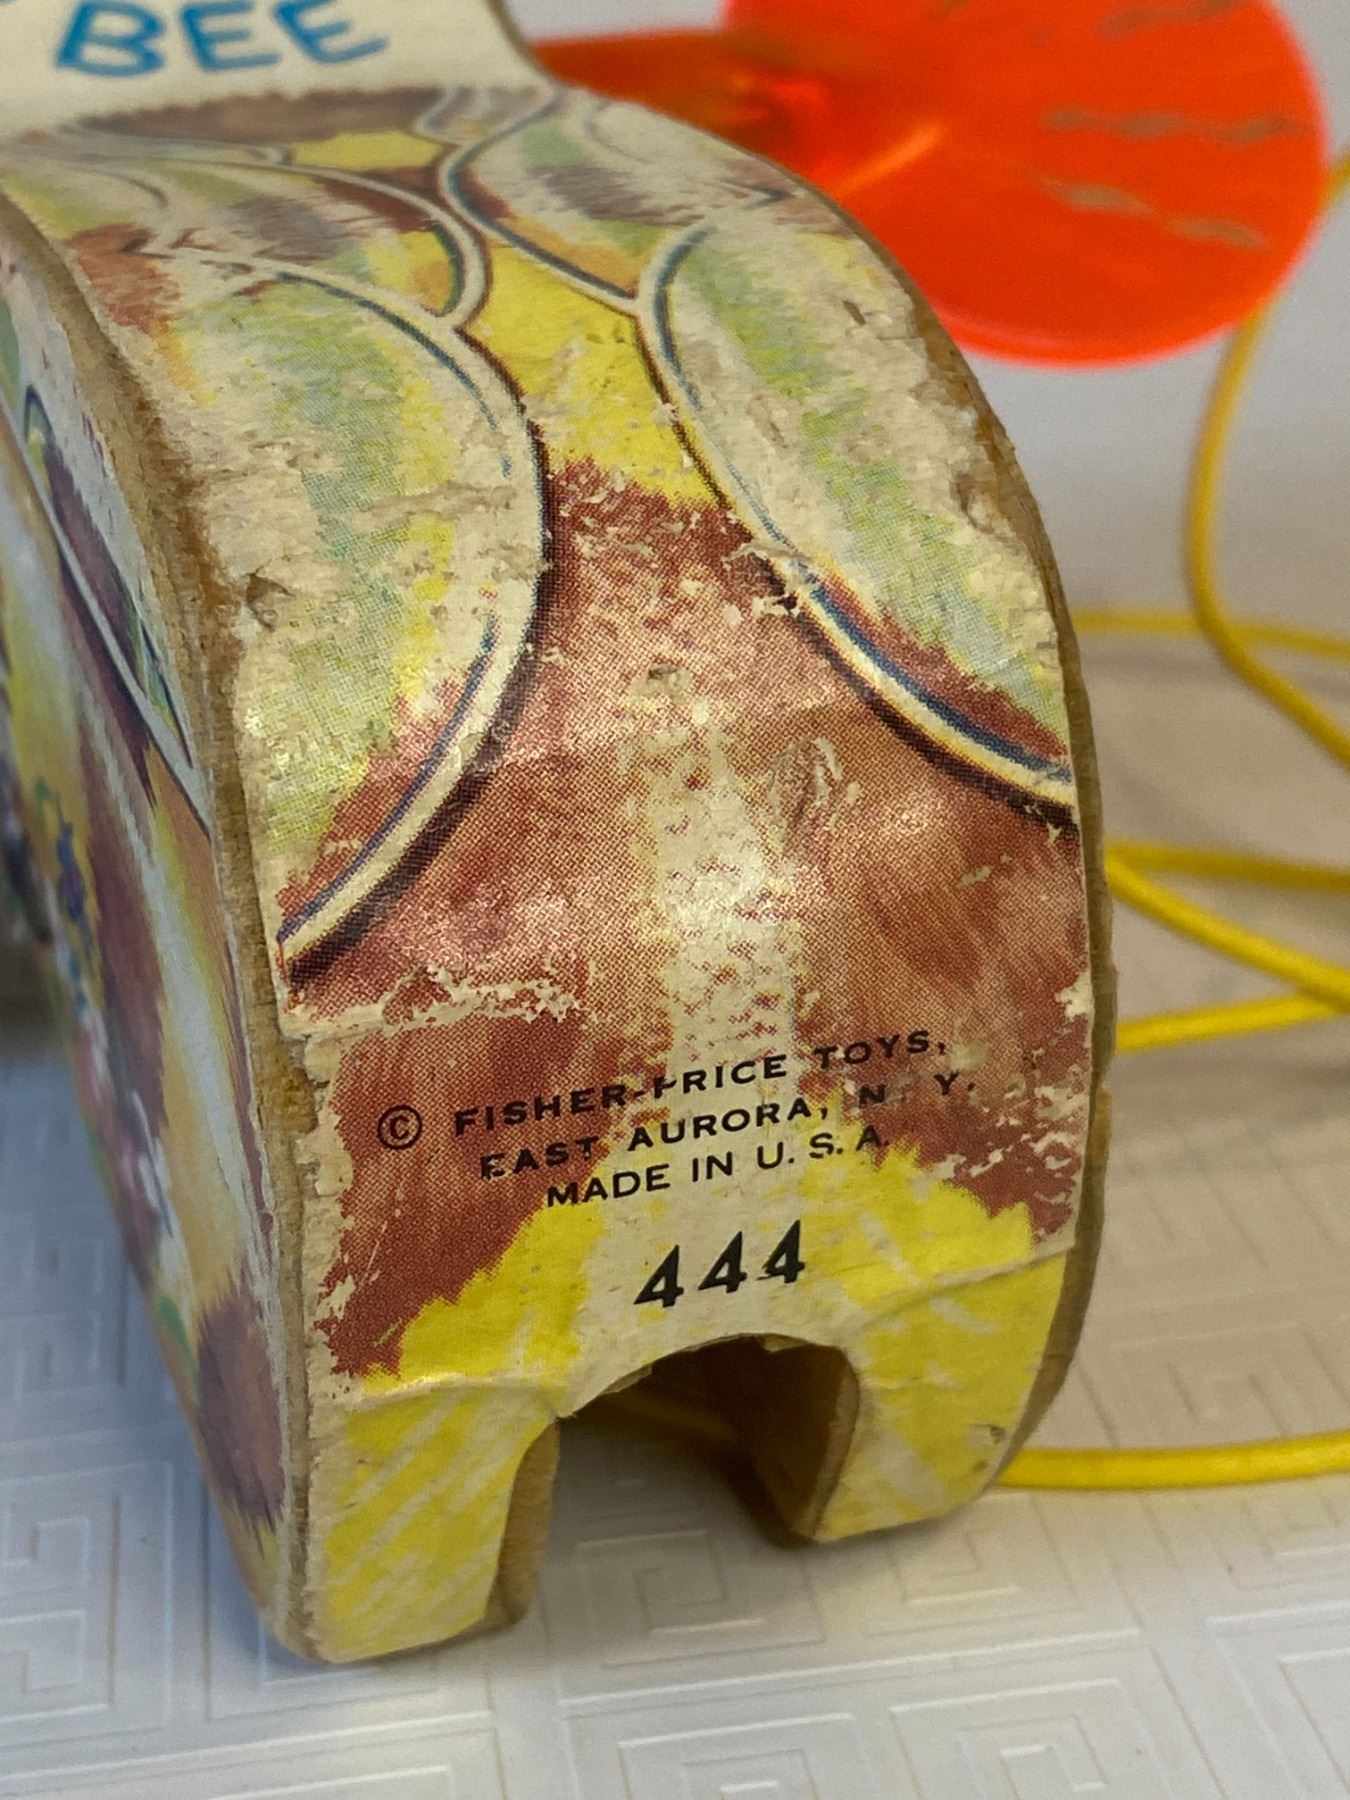 BEE
© FISHER-PRICE TOYS,
EAST AURORA, N. Y.
MADE IN U.S.A.
444